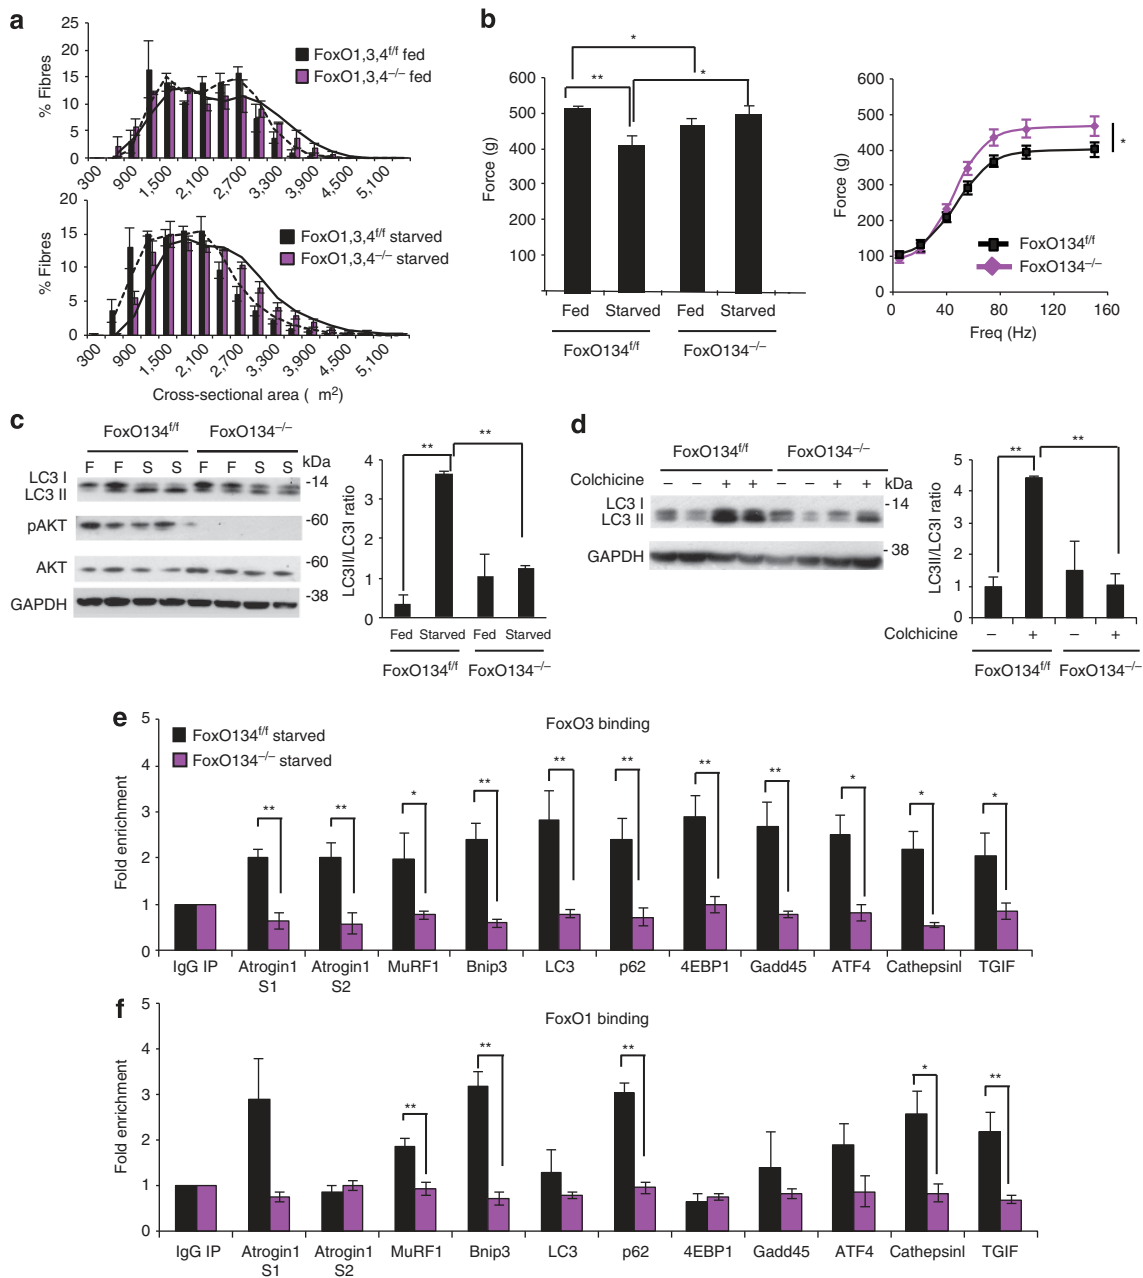 a
25
20
15
10
5
0
% Fibres
FoxO1,3,4f/f fed
FoxO1,3,4−/− fed
300
900
1,500
2,100
2,700
3,300
3,900
4,500
5,100
20
15
10
5
0
% Fibres
FoxO1,3,4f/f starved
FoxO1,3,4−/− starved
300
900
1,500
2,100
2,700
3,300
3,900
4,500
5,100
Cross-sectional area ( m2)
b
600
500
400
300
200
100
Force (g)
*
**
*
Fed Starved Fed Starved
FoxO134f/f FoxO134−/−
600
500
400
300
200
100
0
Force (g)
*
FoxO134f/f
FoxO134−/−
0 40 80 120 160
Freq (Hz)
c
FoxO134f/f FoxO134−/−
F F S S F F S S kDa
LC3 I
LC3 II
-14
pAKT
-60
AKT
-60
GAPDH
-38
4
3
2
1
0
LC3II/LC3I ratio
**
**
Fed Starved Fed Starved
FoxO134f/f FoxO134−/−
d
FoxO134f/f FoxO134−/−
Colchicine − − + + − − + + kDa
LC3 I
LC3 II
-14
GAPDH
-38
5
4
3
2
1
0
LC3II/LC3I ratio
**
**
Colchicine − + − +
FoxO134f/f FoxO134−/−
e
FoxO3 binding
FoxO134f/f starved
FoxO134−/− starved
5
4
3
2
1
0
Fold enrichment
** ** * ** ** ** ** ** * * *
IgG IP Atrogin1 Atrogin1 MuRF1 Bnip3 LC3 p62 4EBP1 Gadd45 ATF4 Cathepsinl TGIF
S1 S2
f
FoxO1 binding
5
4
3
2
1
0
Fold enrichment
** ** ** * **
IgG IP Atrogin1 Atrogin1 MuRF1 Bnip3 LC3 p62 4EBP1 Gadd45 ATF4 Cathepsinl TGIF
S1 S2